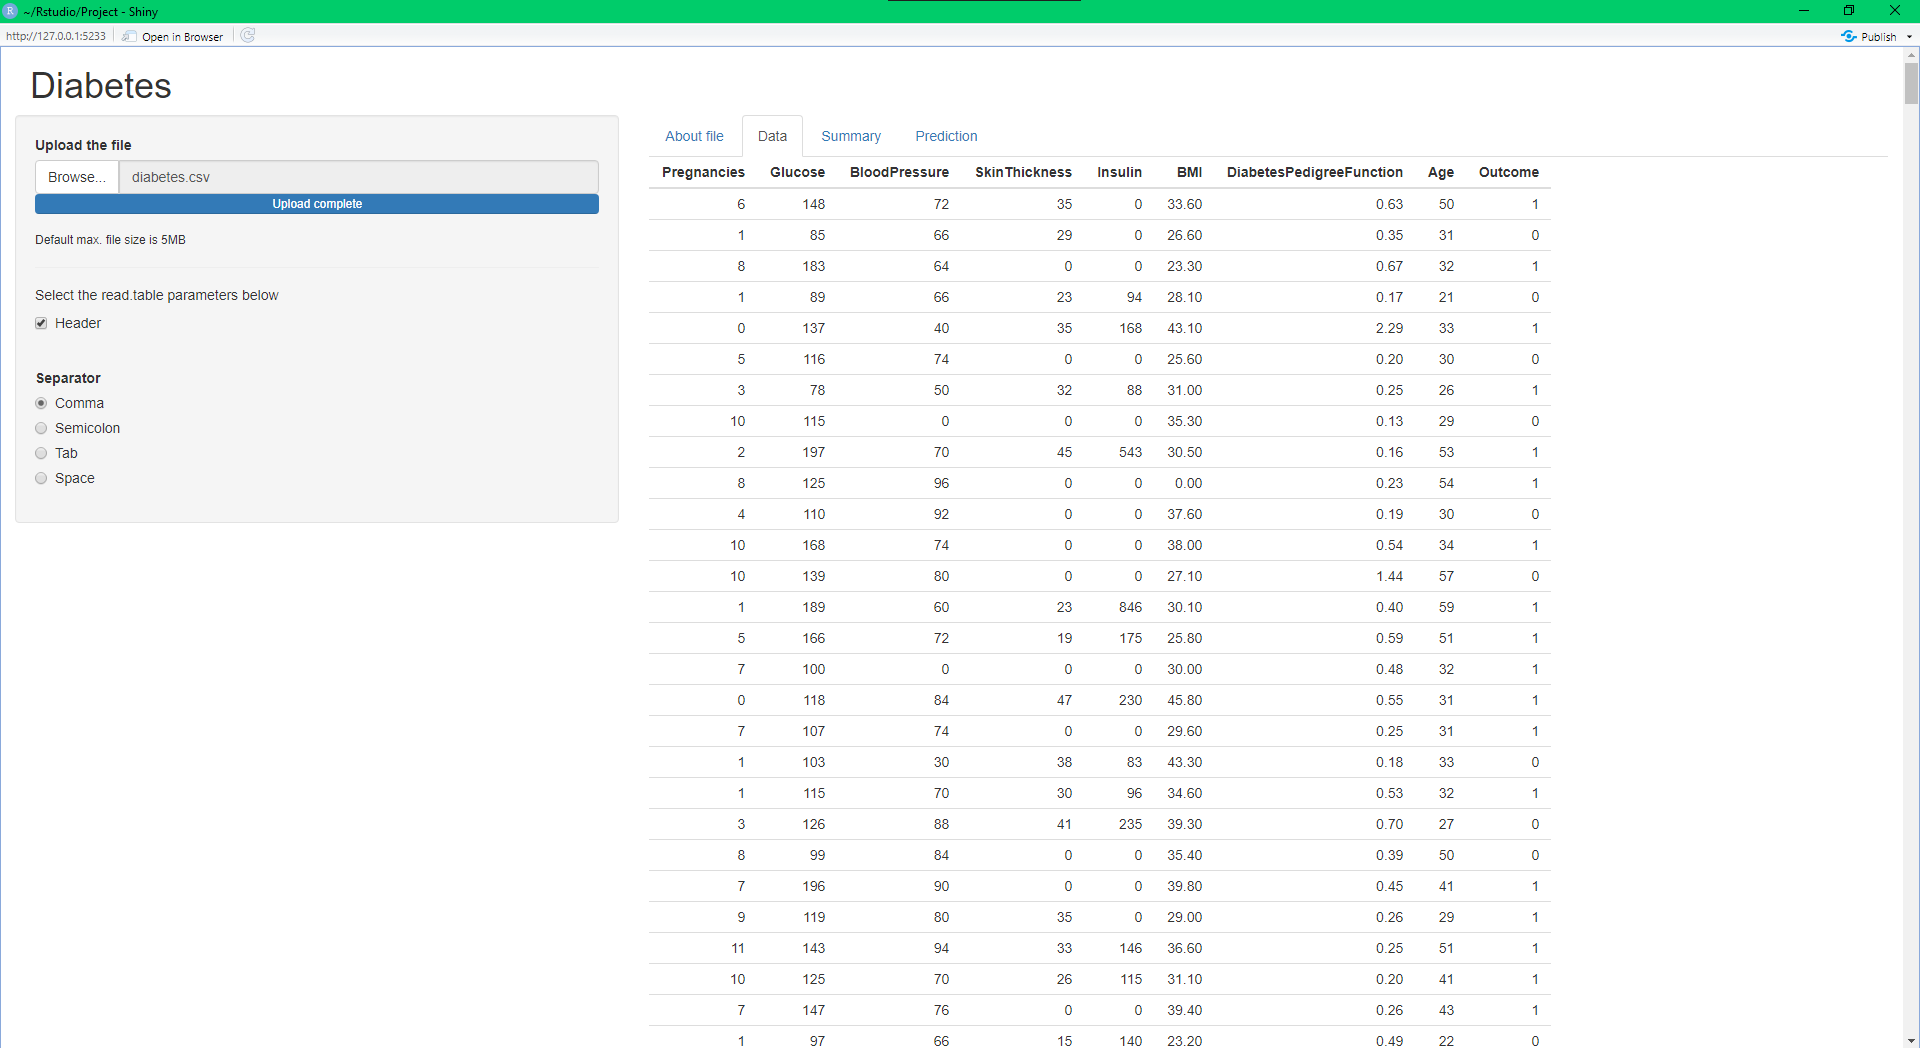 ~/Rstudio/Project - Shiny
http://127.0.0.1:5233 Open in Browser Publish
Diabetes
Upload the file
Browse... diabetes.csv
Upload complete
Default max. file size is 5MB
Select the read.table parameters below
Header
Separator
Comma
Semicolon
Tab
Space
About file Data Summary Prediction
Pregnancies Glucose BloodPressure SkinThickness Insulin BMI DiabetesPedigreeFunction Age Outcome
6 148 72 35 0 33.60 0.63 50 1
1 85 66 29 0 26.60 0.35 31 0
8 183 64 0 0 23.30 0.67 32 1
1 89 66 23 94 28.10 0.17 21 0
0 137 40 35 168 43.10 2.29 33 1
5 116 74 0 0 25.60 0.20 30 0
3 78 50 32 88 31.00 0.25 26 1
10 115 0 0 0 35.30 0.13 29 0
2 197 70 45 543 30.50 0.16 53 1
8 125 96 0 0 0.00 0.23 54 1
4 110 92 0 0 37.60 0.19 30 0
10 168 74 0 0 38.00 0.54 34 1
10 139 80 0 0 27.10 1.44 57 0
1 189 60 23 846 30.10 0.40 59 1
5 166 72 19 175 25.80 0.59 51 1
7 100 0 0 0 30.00 0.48 32 1
0 118 84 47 230 45.80 0.55 31 1
7 107 74 0 0 29.60 0.25 31 1
1 103 30 38 83 43.30 0.18 33 0
1 115 70 30 96 34.60 0.53 32 1
3 126 88 41 235 39.30 0.70 27 0
8 99 84 0 0 35.40 0.39 50 0
7 196 90 0 0 39.80 0.45 41 1
9 119 80 35 0 29.00 0.26 29 1
11 143 94 33 146 36.60 0.25 51 1
10 125 70 26 115 31.10 0.20 41 1
7 147 76 0 0 39.40 0.26 43 1
1 97 66 15 140 23.20 0.49 22 0